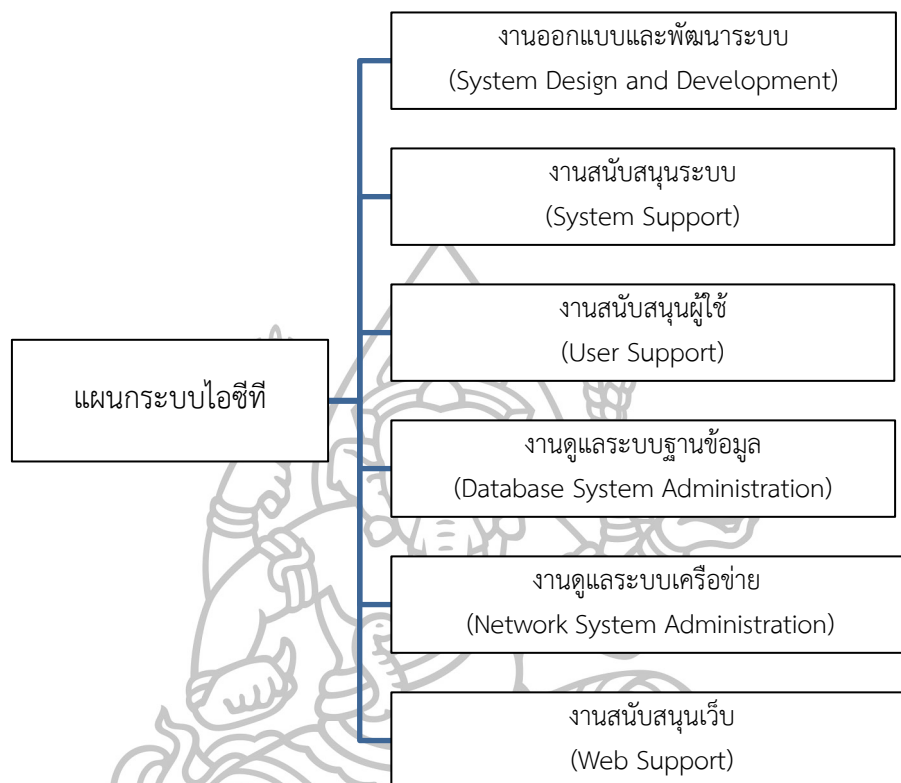 งานออกแบบและพัฒนาระบบ
(System Design and Development)
งานสนับสนุนระบบ
(System Support)
งานสนับสนุนผู้ใช้
(User Support)
แผนกระบบไอซีที
งานดูแลระบบฐานข้อมูล
(Database System Administration)
งานดูแลระบบเครือข่าย
(Network System Administration)
งานสนับสนุนเว็บ
(Web Support)